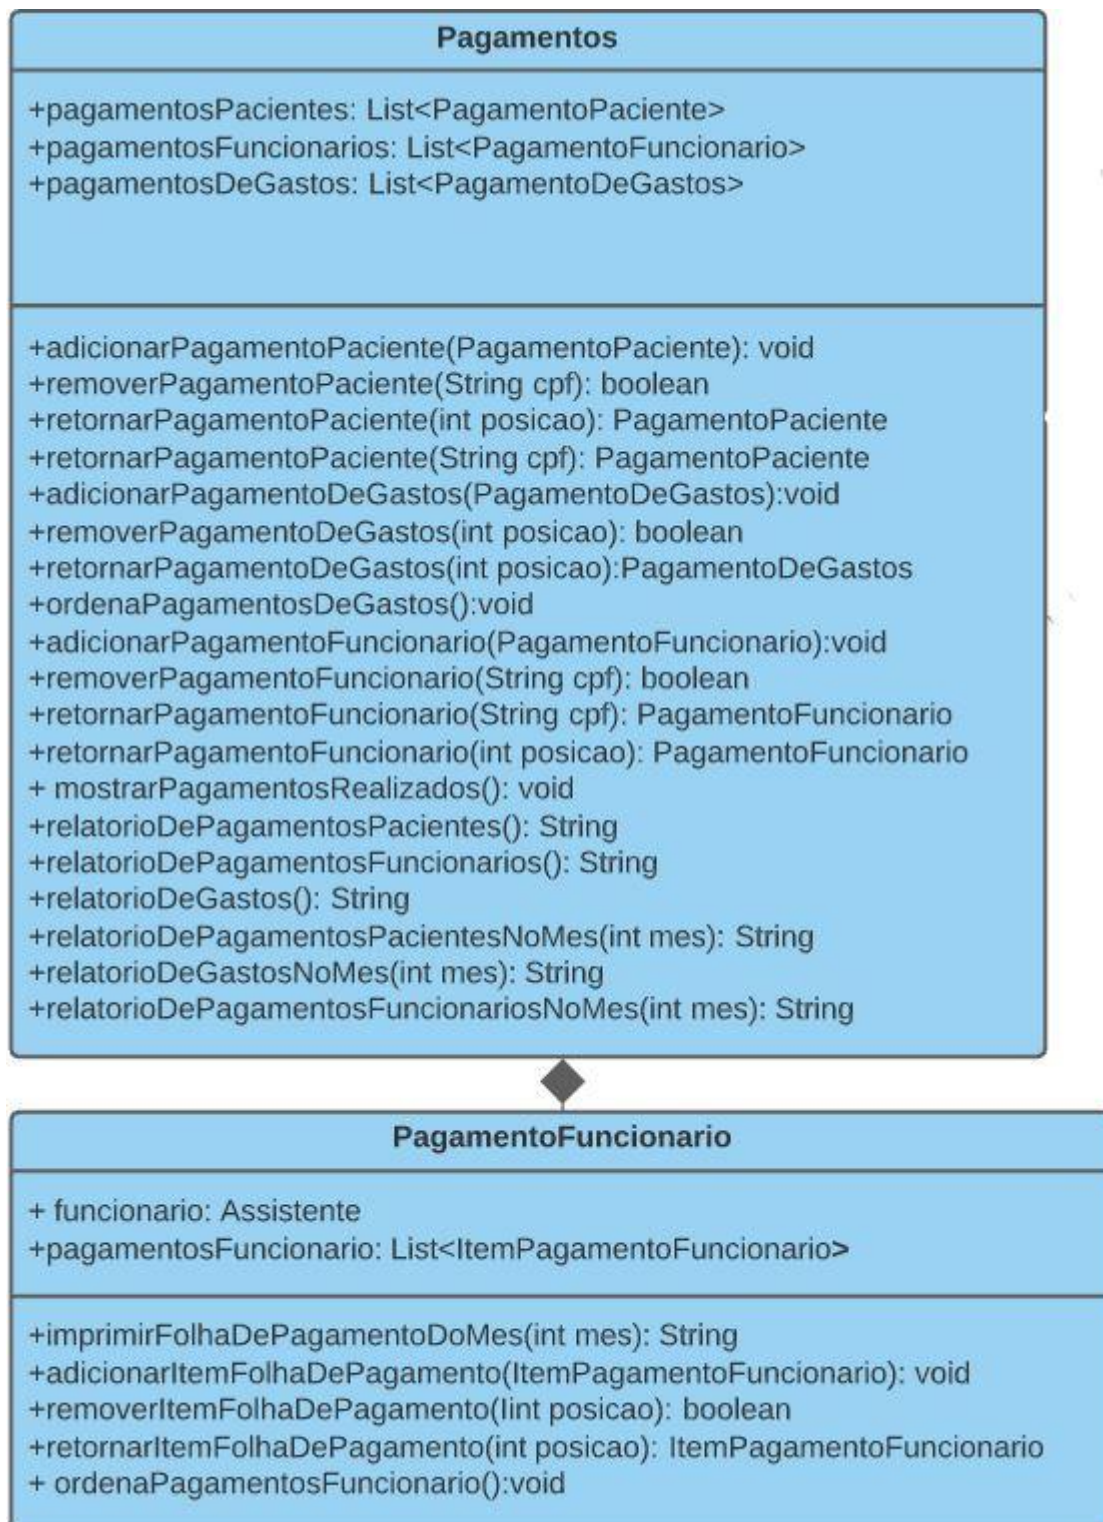 Pagamentos
+pagamentosPacientes: List<PagamentoPaciente>
+pagamentosFuncionarios: List<PagamentoFuncionario>
+pagamentosDeGastos: List<PagamentoDeGastos>
+adicionarPagamentoPaciente(PagamentoPaciente): void
+removerPagamentoPaciente(String cpf): boolean
+retornarPagamentoPaciente(int posicao): PagamentoPaciente
+retornarPagamentoPaciente(String cpf): PagamentoPaciente
+adicionarPagamentoDeGastos(PagamentoDeGastos):void
+removerPagamentoDeGastos(int posicao): boolean
+retornarPagamentoDeGastos(int posicao):PagamentoDeGastos
+ordenaPagamentosDeGastos():void
+adicionarPagamentoFuncionario(PagamentoFuncionario):void
+removerPagamentoFuncionario(String cpf): boolean
+retornarPagamentoFuncionario(String cpf): PagamentoFuncionario
+retornarPagamentoFuncionario(int posicao): PagamentoFuncionario
+ mostrarPagamentosRealizados(): void
+relatorioDePagamentosPacientes(): String
+relatorioDePagamentosFuncionarios(): String
+relatorioDeGastos(): String
+relatorioDePagamentosPacientesNoMes(int mes): String
+relatorioDeGastosNoMes(int mes): String
+relatorioDePagamentosFuncionariosNoMes(int mes): String
PagamentoFuncionario
+ funcionario: Assistente
+pagamentosFuncionario: List<ItemPagamentoFuncionario>
+imprimirFolhaDePagamentoDoMes(int mes): String
+adicionarItemFolhaDePagamento(ItemPagamentoFuncionario): void
+removerItemFolhaDePagamento(Iint posicao): boolean
+retornarItemFolhaDePagamento(int posicao): ItemPagamentoFuncionario
+ ordenaPagamentosFuncionario():void